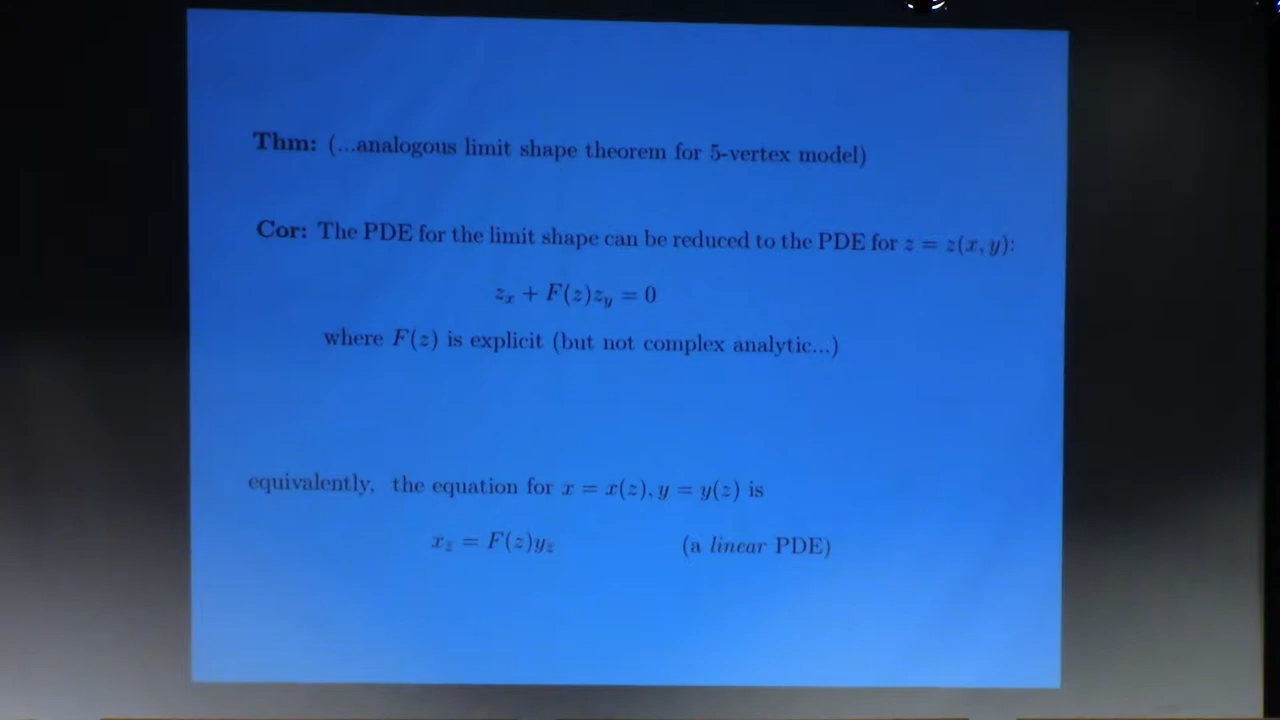 Thm: (...analogous limit shape theorem for 5-vertex model)
Cor: The PDE for the limit shape can be reduced to the PDE for z = z(x, y):
z_x + F(z)z_y = 0
where F(z) is explicit (but not complex analytic...)
equivalently, the equation for x = x(z), y = y(z) is
x_z̄ = F(z)y_z̄ (a linear PDE)